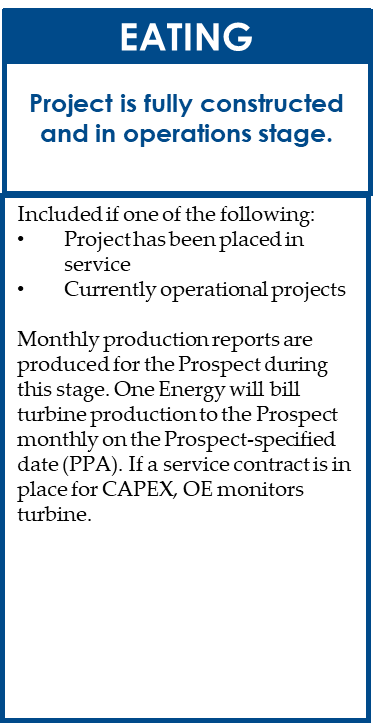 EATING
Project is fully constructed
and in operations stage.
Included if one of the following:
• Project has been placed in
service
• Currently operational projects
Monthly production reports are
produced for the Prospect during
this stage. One Energy will bill
turbine production to the Prospect
monthly on the Prospect-specified
date (PPA). If a service contract is in
place for CAPEX, OE monitors
turbine.